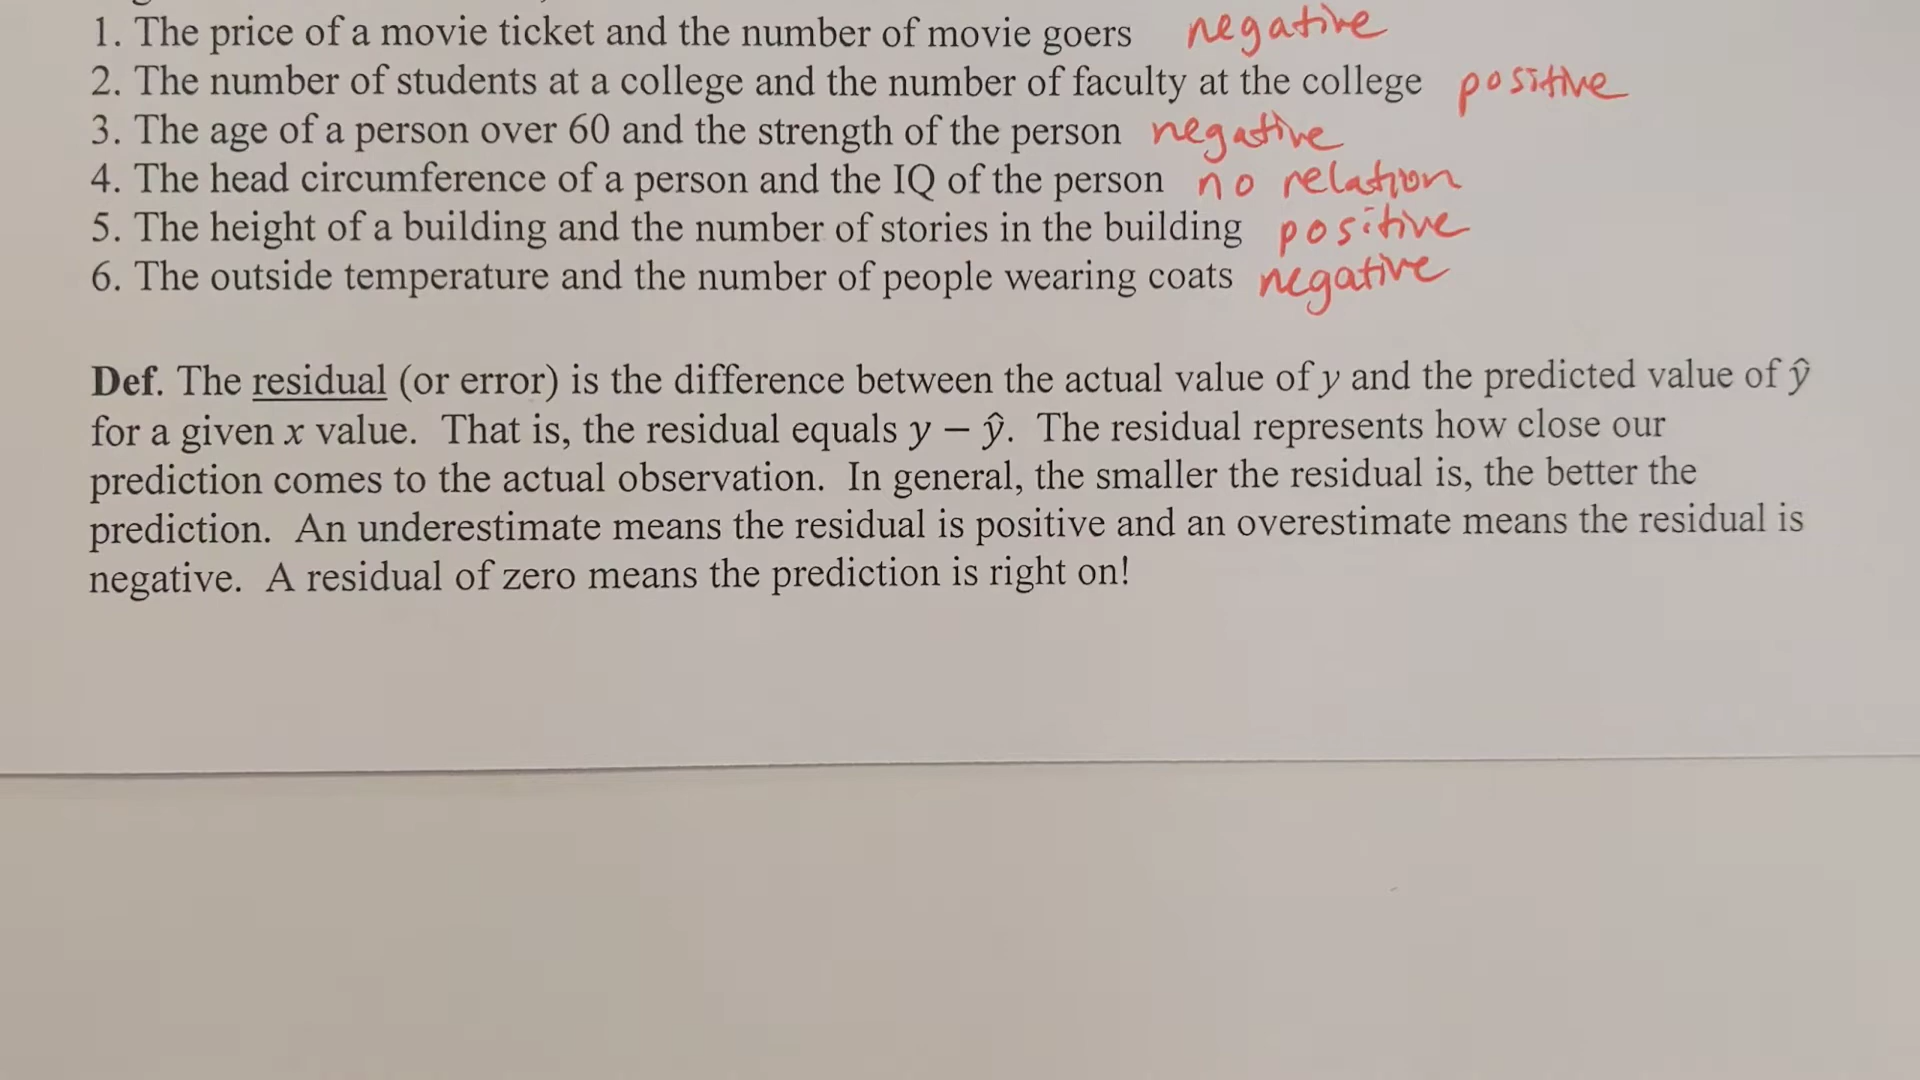 1. The price of a movie ticket and the number of movie goers negative
2. The number of students at a college and the number of faculty at the college positive
3. The age of a person over 60 and the strength of the person negative
4. The head circumference of a person and the IQ of the person no relation
5. The height of a building and the number of stories in the building positive
6. The outside temperature and the number of people wearing coats negative
Def. The residual (or error) is the difference between the actual value of y and the predicted value of ŷ
for a given x value. That is, the residual equals y − ŷ. The residual represents how close our
prediction comes to the actual observation. In general, the smaller the residual is, the better the
prediction. An underestimate means the residual is positive and an overestimate means the residual is
negative. A residual of zero means the prediction is right on!